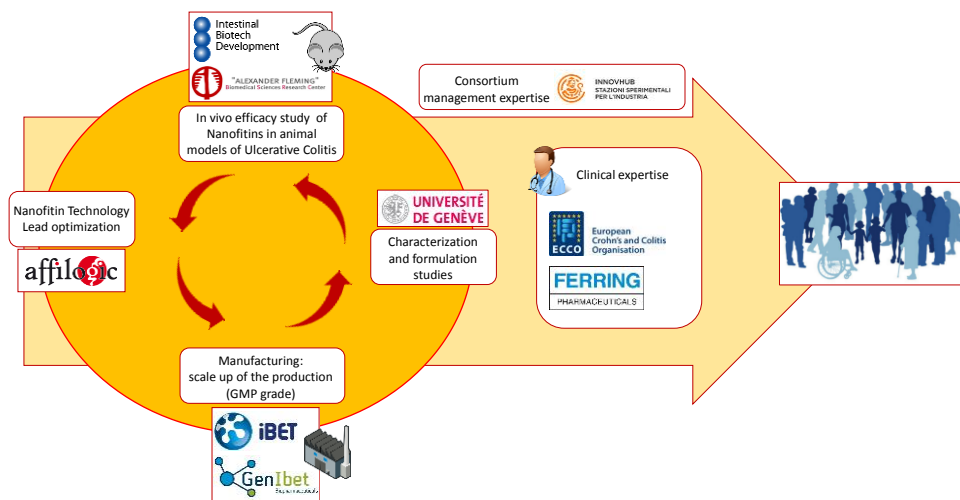 Intestinal
Biotech
Development
"ALEXANDER FLEMING"
Biomedical Sciences Research Center
In vivo efficacy study of
Nanofitins in animal
models of Ulcerative Colitis
Consortium
management expertise
INNOVHUB
STAZIONI SPERIMENTALI
PER L'INDUSTRIA
Nanofitin Technology
Lead optimization
affilogic
UNIVERSITÉ
DE GENÈVE
Characterization
and formulation
studies
Clinical expertise
ECCO
European
Crohn's and Colitis
Organisation
FERRING
PHARMACEUTICALS
Manufacturing:
scale up of the production
(GMP grade)
iBET
GenIbet
Biopharmaceuticals